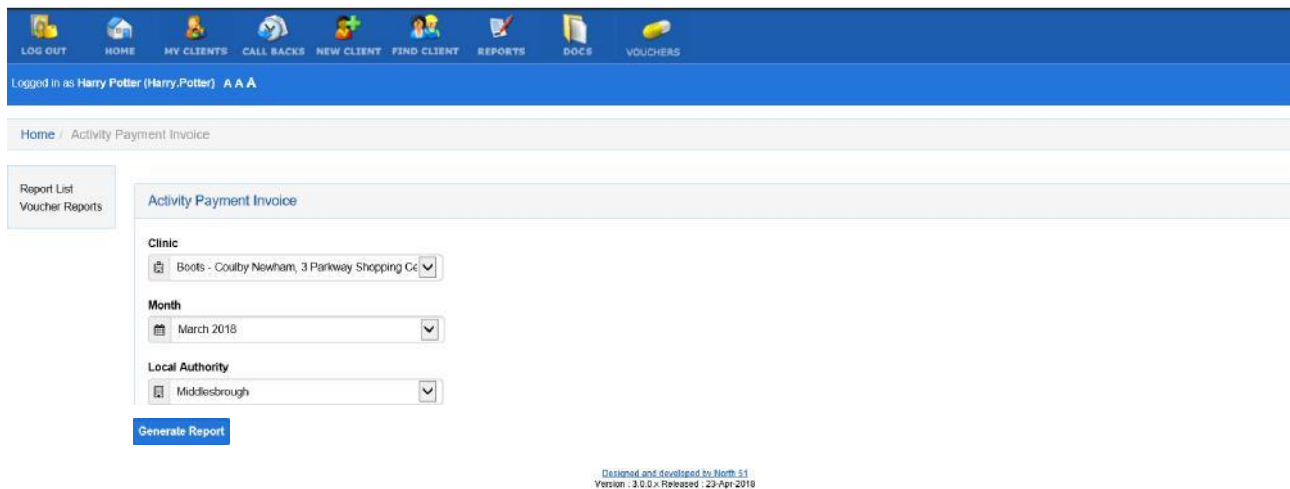 LOG OUT HOME MY CLIENTS CALL BACKS NEW CLIENT FIND CLIENT REPORTS DOCS VOUCHERS
Logged in as Harry Potter (Harry.Potter) A A A
Home / Activity Payment Invoice
Report List
Voucher Reports
Activity Payment Invoice
Clinic
Boots - Coulby Newham, 3 Parkway Shopping Ce
Month
March 2018
Local Authority
Middlesbrough
Generate Report
Designed and developed by North 51
Version : 3.0.0.x Released : 23-Apr-2018